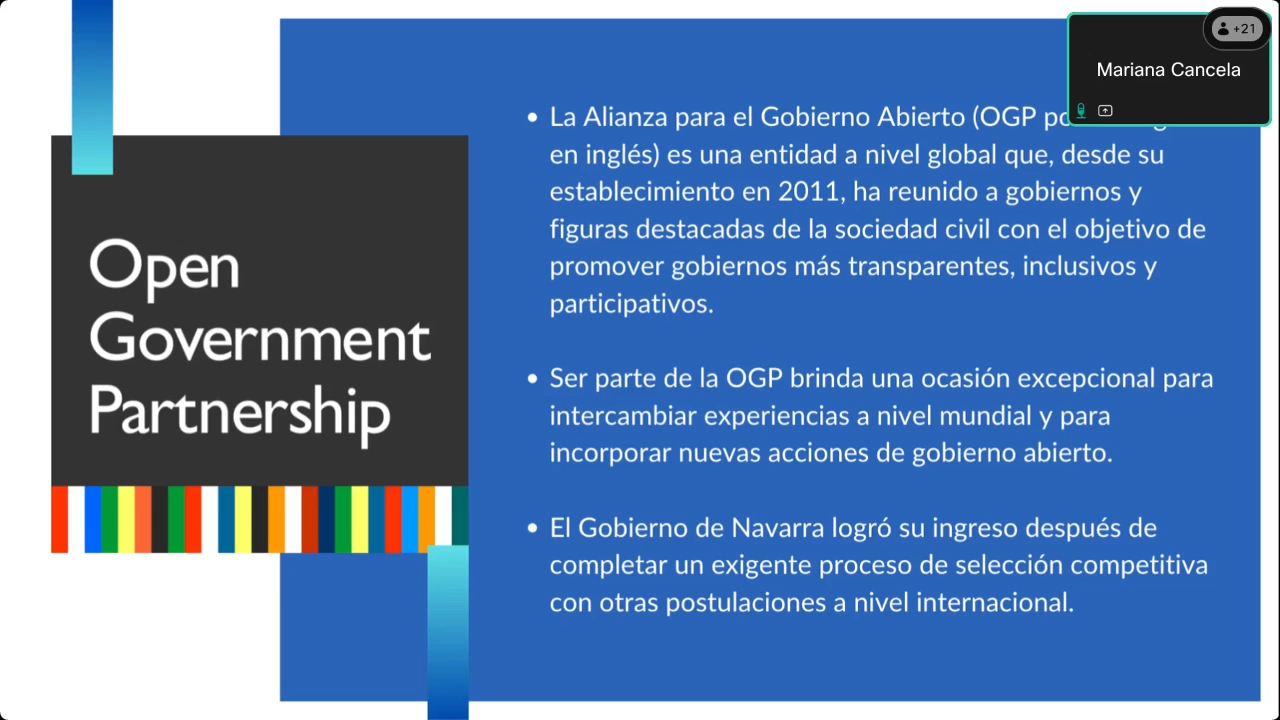 Open
Government
Partnership
• La Alianza para el Gobierno Abierto (OGP
en inglés) es una entidad a nivel global que, desde su
establecimiento en 2011, ha reunido a gobiernos y
figuras destacadas de la sociedad civil con el objetivo de
promover gobiernos más transparentes, inclusivos y
participativos.
• Ser parte de la OGP brinda una ocasión excepcional para
intercambiar experiencias a nivel mundial y para
incorporar nuevas acciones de gobierno abierto.
• El Gobierno de Navarra logró su ingreso después de
completar un exigente proceso de selección competitiva
con otras postulaciones a nivel internacional.
+21
Mariana Cancela